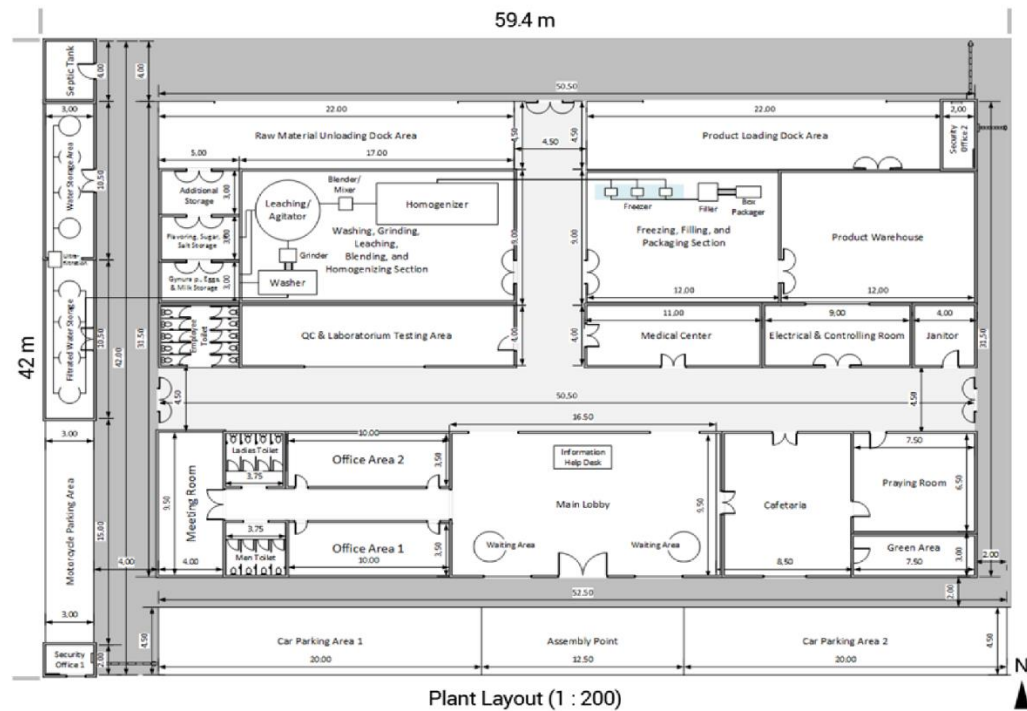 59.4 m
42 m
Septic Tank
4.00
4.00
3,00
Water Storage Area
10,50
Filtrated Water Storage
10,50
42.00
31.50
3.00
Motorcycle Parking Area
15.00
4.00
3.00
Security
Office 1
2.00
50.50
22.00
Raw Material Unloading Dock Area
4,50
4.50
4.50
22.00
Product Loading Dock Area
2,00
Security
Office 2
5,00
17.00
Additional
Storage
3,00
Flavoring, Sugar,
Salt Storage
3,00
& Milk Storage
3,00
Leaching/
Agitator
Blender/
Mixer
Homogenizer
Grinder
Washer
Washing, Grinding,
Leaching,
Blending, and
Homogenizing Section
9,00
9.00
Freezer
Filler
Box
Packager
Freezing, Filling, and
Packaging Section
12.00
Product Warehouse
12,00
Employee
Toilet
QC & Laboratorium Testing Area
4,00
4,00
11.00
Medical Center
9,00
Electrical & Controlling Room
4,00
Janitor
31,50
4.50
50.50
4.50
16.50
Meeting Room
9.50
4.00
Ladies Toilet
3,75
3,75
Men Toilet
10.00
Office Area 2
3,50
Office Area 1
10.00
3,50
Information
Help Desk
Main Lobby
Waiting Area
Waiting Area
9,50
Cafetaria
8,50
7,50
Praying Room
6,50
Green Area
7,50
3,00
2.00
2.00
52.50
4.50
Car Parking Area 1
20.00
Assembly Point
12.50
Car Parking Area 2
20.00
4,50
Plant Layout (1 : 200)
N